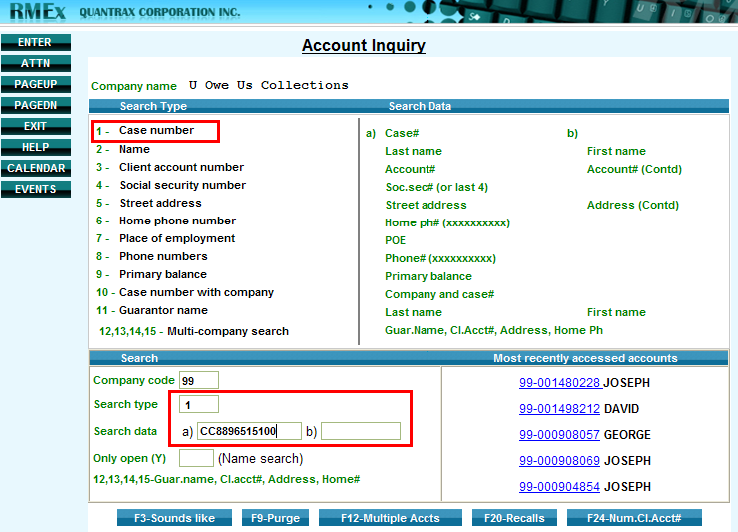 RMEx QUANTRAX CORPORATION INC.
ENTER
ATTN
PAGEUP
PAGEDN
EXIT
HELP
CALENDAR
EVENTS
Account Inquiry
Company name U Owe Us Collections
Search Type Search Data
1 - Case number a) Case# b)
2 - Name Last name First name
3 - Client account number Account# Account# (Contd)
4 - Social security number Soc.sec# (or last 4)
5 - Street address Street address Address (Contd)
6 - Home phone number Home ph# (xxxxxxxxxx)
7 - Place of employment POE
8 - Phone numbers Phone# (xxxxxxxxxx)
9 - Primary balance Primary balance
10 - Case number with company Company and case#
11 - Guarantor name Last name First name
12,13,14,15 - Multi-company search Guar.Name, Cl.Acct#, Address, Home Ph
Search Most recently accessed accounts
Company code 99 99-001480228 JOSEPH
Search type 1 99-001498212 DAVID
Search data a) CC8896515100 b) 99-000908057 GEORGE
Only open (Y) (Name search) 99-000908069 JOSEPH
12,13,14,15-Guar.name, Cl.acct#, Address, Home# 99-000904854 JOSEPH
F3-Sounds like F9-Purge F12-Multiple Accts F20-Recalls F24-Num.Cl.Acct#